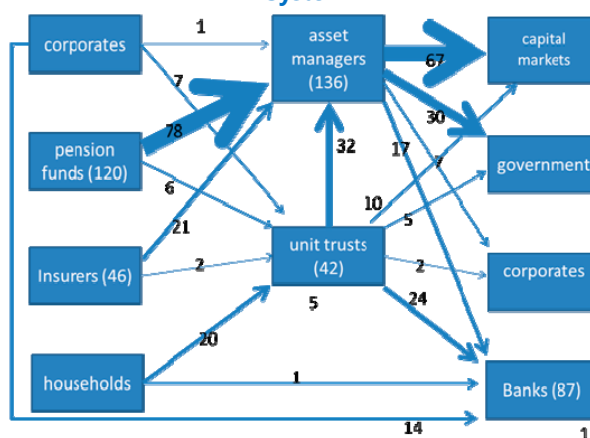 corporates
1
asset
managers
(136)
67
capital
markets
7
78
30
pension
funds (120)
32
17
7
government
6
10
5
21
unit trusts
(42)
Insurers (46)
2
2
corporates
5
24
20
households
1
Banks (87)
14
1